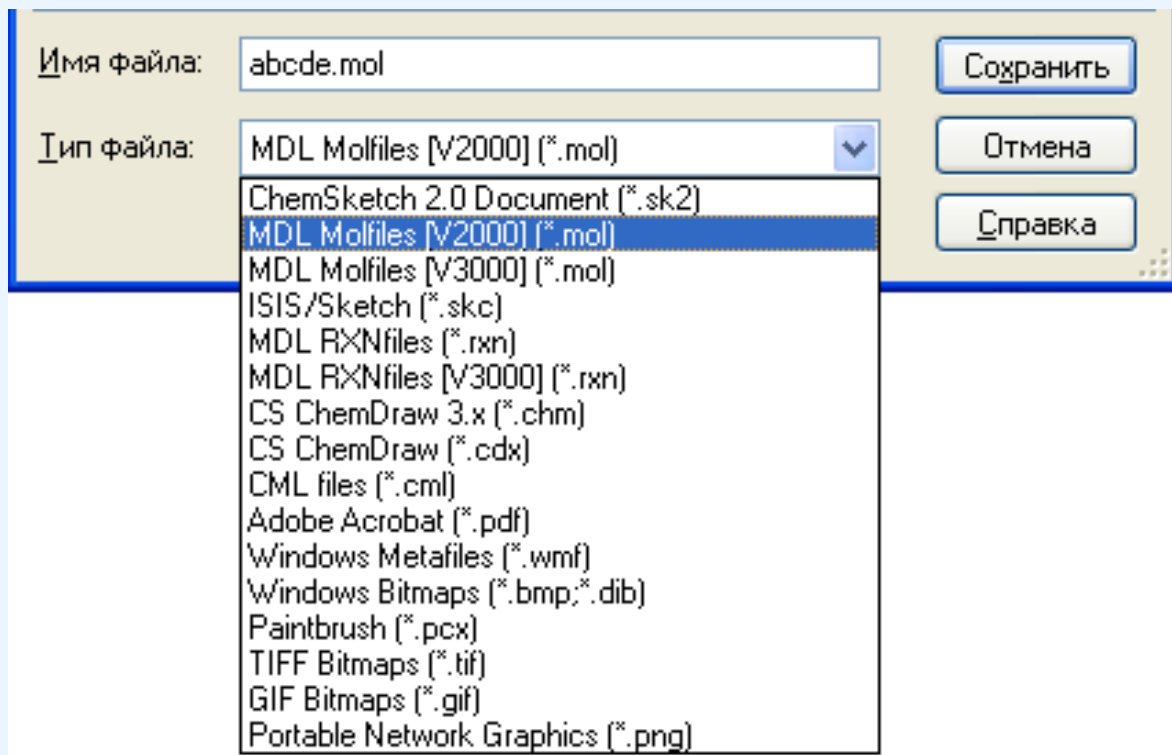 Имя файла: abcde.mol Сохранить
Тип файла: MDL Molfiles [V2000] (*.mol) Отмена
ChemSketch 2.0 Document (*.sk2)
MDL Molfiles [V2000] (*.mol) Справка
MDL Molfiles [V3000] (*.mol)
ISIS/Sketch (*.skc)
MDL RXNfiles (*.rxn)
MDL RXNfiles [V3000] (*.rxn)
CS ChemDraw 3.x (*.chm)
CS ChemDraw (*.cdx)
CML files (*.cml)
Adobe Acrobat (*.pdf)
Windows Metafiles (*.wmf)
Windows Bitmaps (*.bmp;*.dib)
Paintbrush (*.pcx)
TIFF Bitmaps (*.tif)
GIF Bitmaps (*.gif)
Portable Network Graphics (*.png)